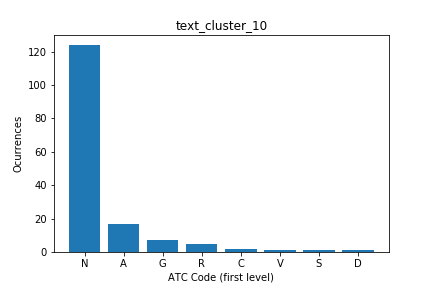 text_cluster_10
120
100
80
60
40
20
0
Ocurrences
N A G R C V S D
ATC Code (first level)